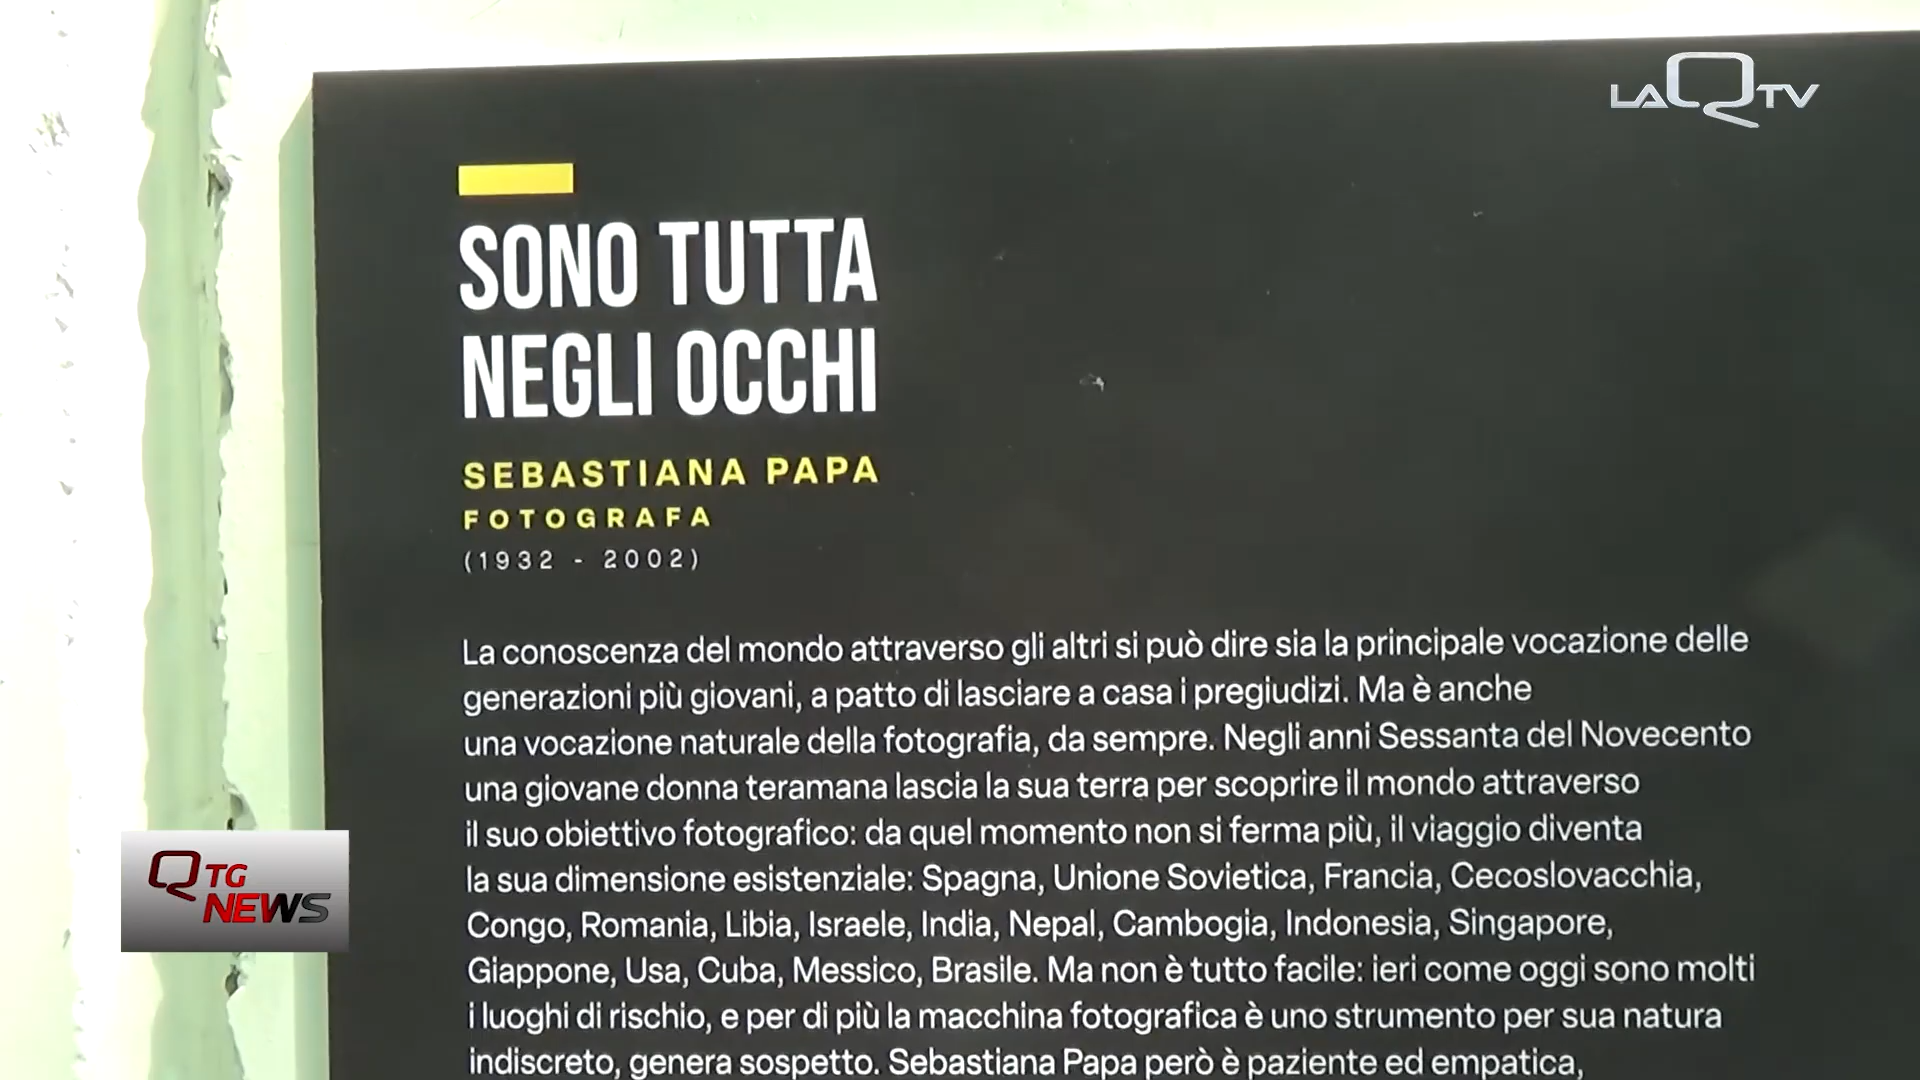 LAQTV
SONO TUTTA
NEGLI OCCHI
SEBASTIANA PAPA
FOTOGRAFA
(1932 - 2002)
La conoscenza del mondo attraverso gli altri si può dire sia la principale vocazione delle
generazioni più giovani, a patto di lasciare a casa i pregiudizi. Ma è anche
una vocazione naturale della fotografia, da sempre. Negli anni Sessanta del Novecento
una giovane donna teramana lascia la sua terra per scoprire il mondo attraverso
il suo obiettivo fotografico: da quel momento non si ferma più, il viaggio diventa
la sua dimensione esistenziale: Spagna, Unione Sovietica, Francia, Cecoslovacchia,
Congo, Romania, Libia, Israele, India, Nepal, Cambogia, Indonesia, Singapore,
Giappone, Usa, Cuba, Messico, Brasile. Ma non è tutto facile: ieri come oggi sono molti
i luoghi di rischio, e per di più la macchina fotografica è uno strumento per sua natura
indiscreto, genera sospetto. Sebastiana Papa però è paziente ed empatica,
Q TG
NEWS